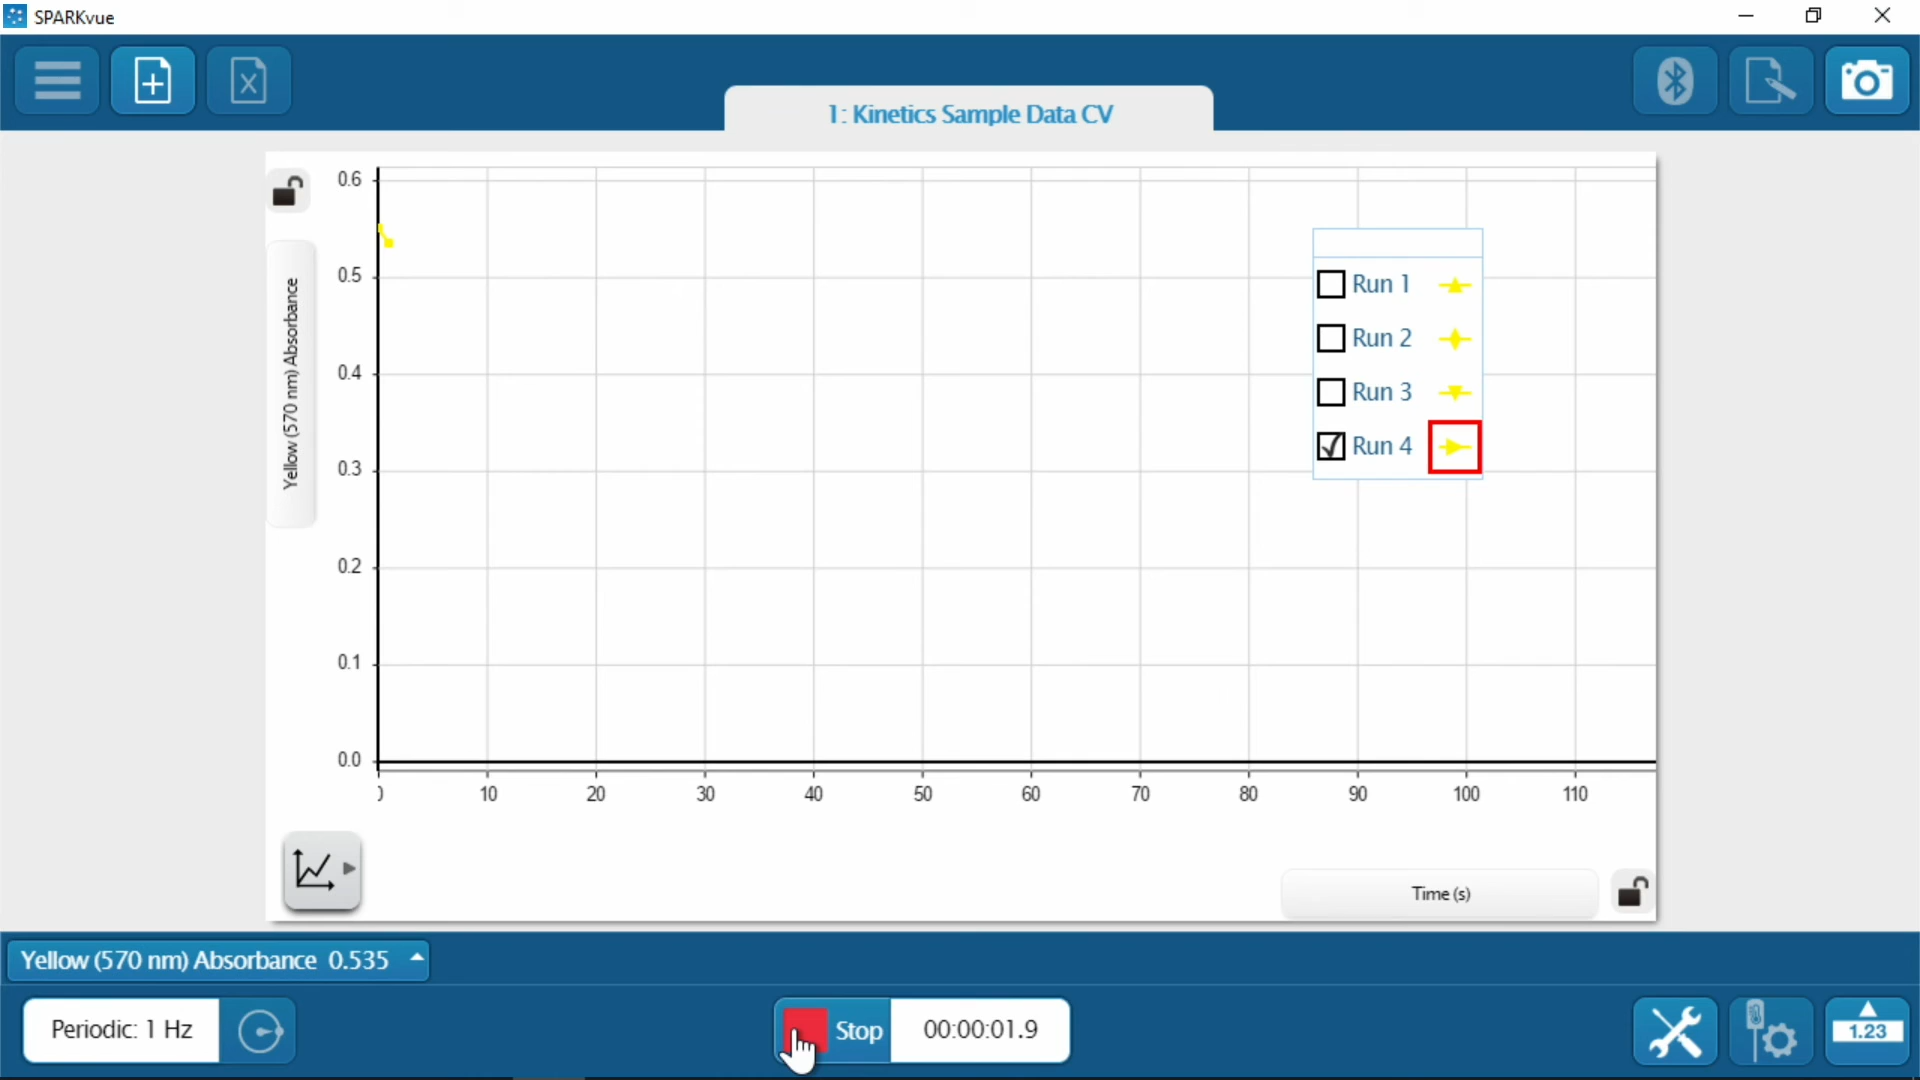 SPARKvue
1: Kinetics Sample Data CV
0.6
0.5
0.4
0.3
0.2
0.1
0.0
Yellow (570 nm) Absorbance
Run 1
Run 2
Run 3
Run 4
0 10 20 30 40 50 60 70 80 90 100 110
Time (s)
Yellow (570 nm) Absorbance 0.535
Periodic: 1 Hz
Stop 00:00:01.9
1.23